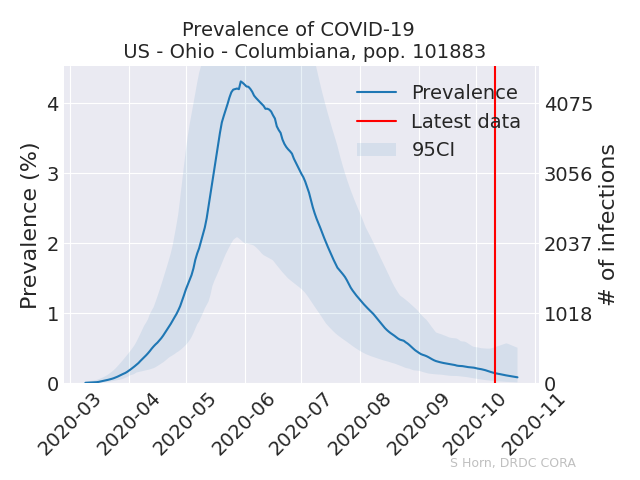 Prevalence of COVID-19
US - Ohio - Columbiana, pop. 101883
Prevalence
Latest data
95CI
Prevalence (%)
4
3
2
1
0
4075
3056
2037
1018
0
# of infections
2020-03
2020-04
2020-05
2020-06
2020-07
2020-08
2020-09
2020-10
2020-11
S Horn, DRDC CORA